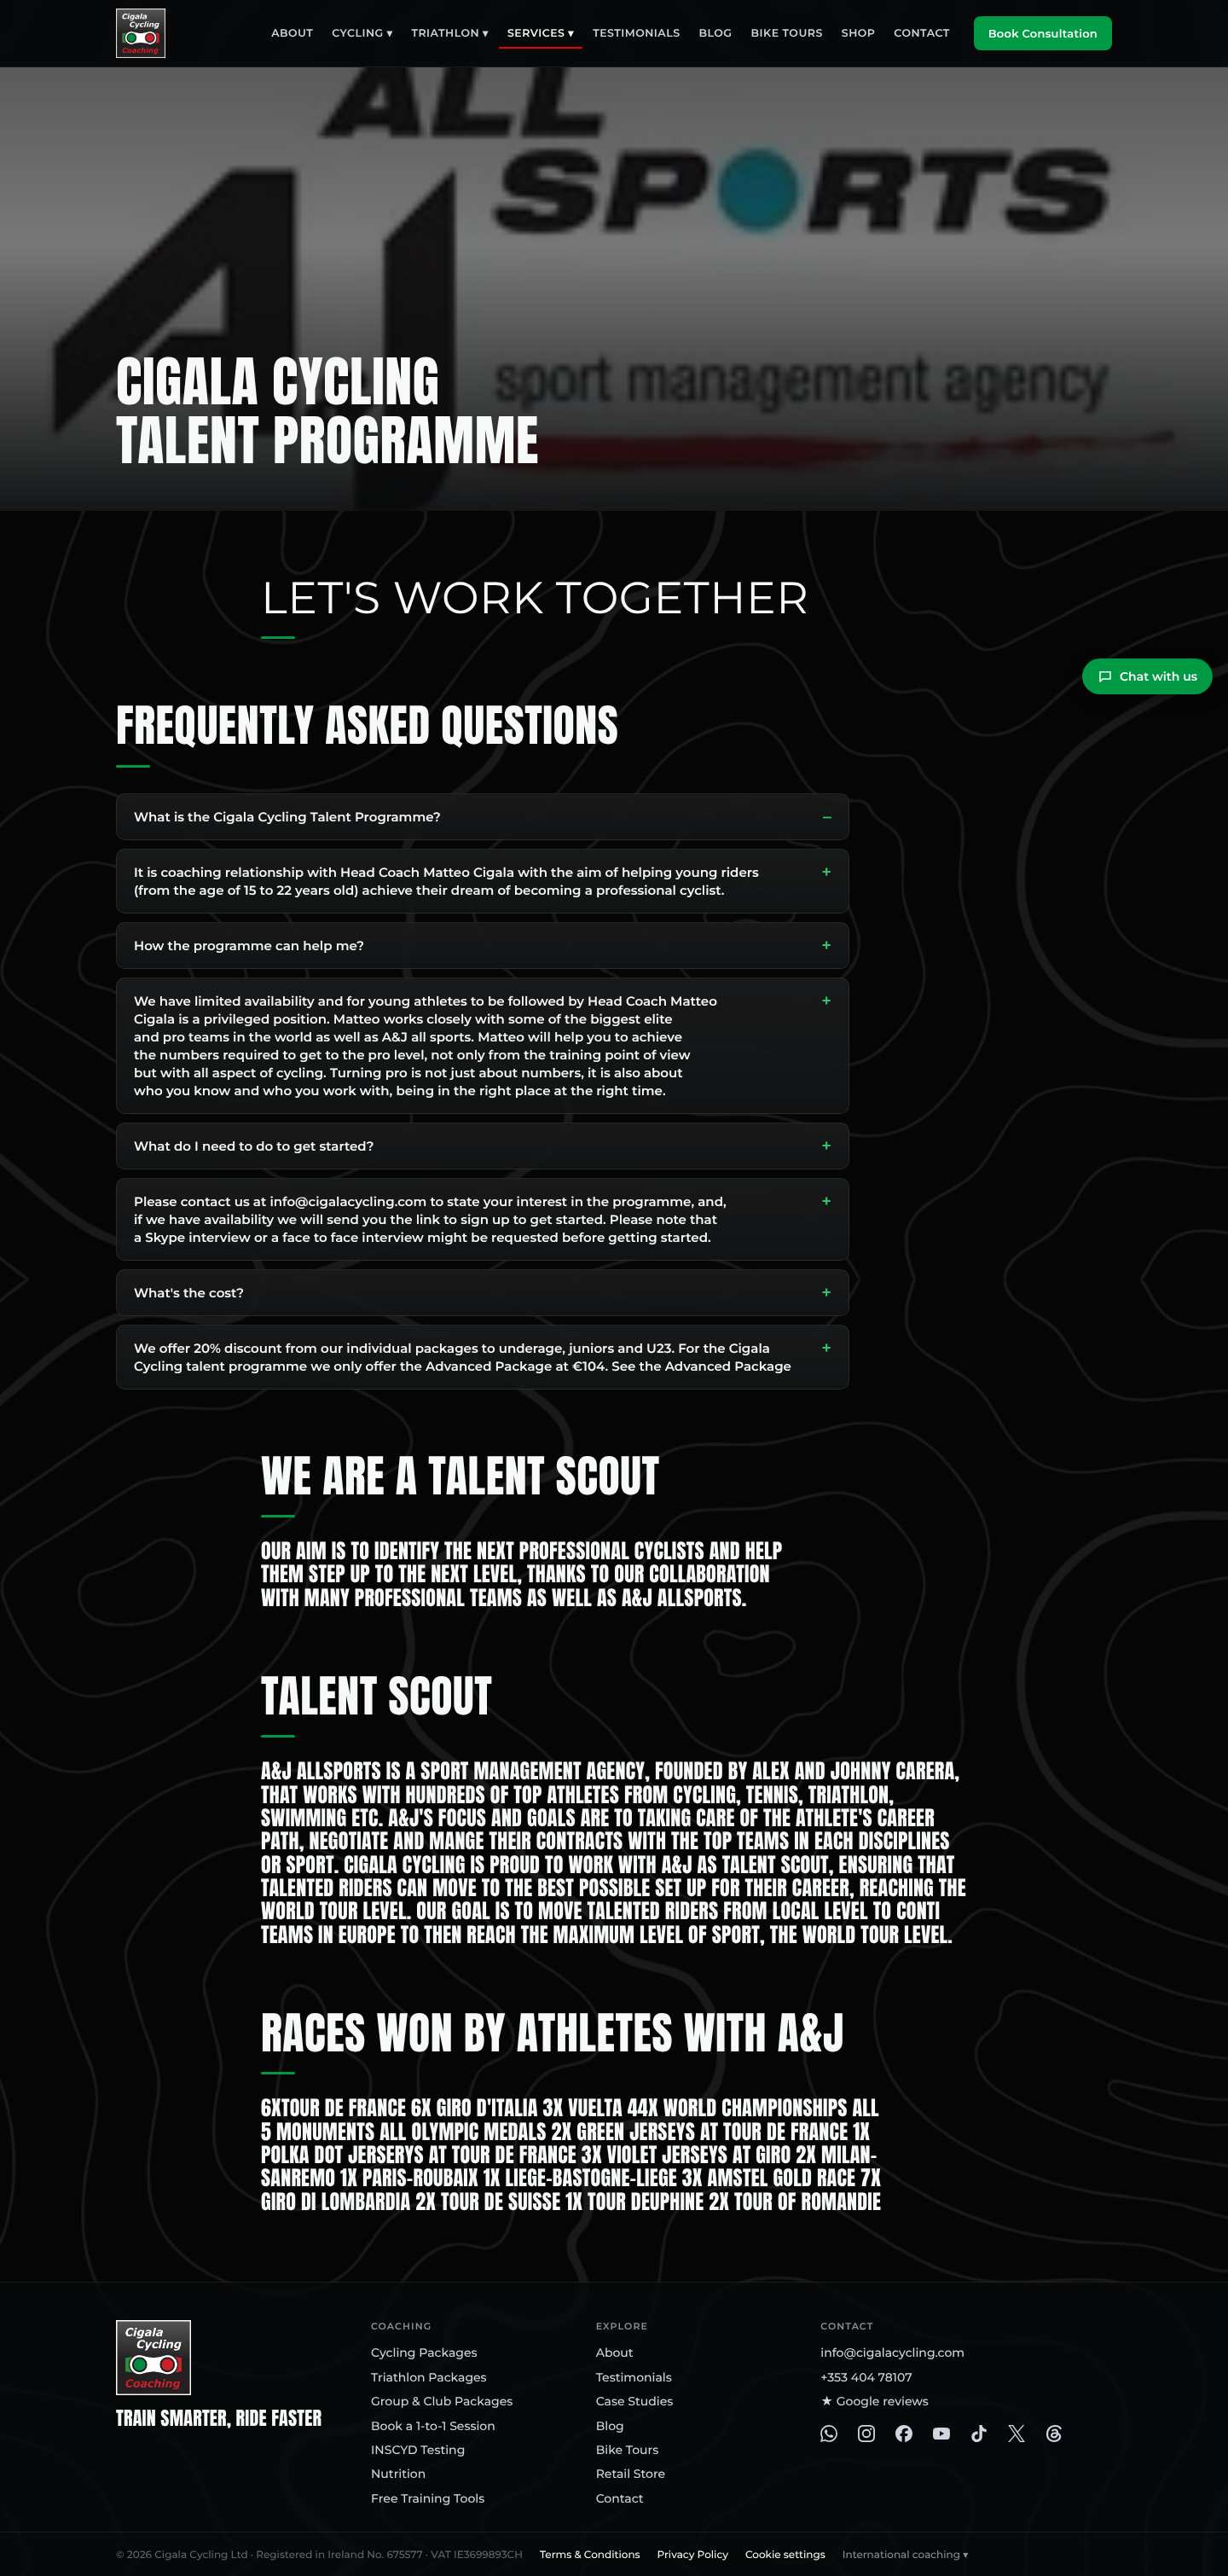 Cigala
Cycling
Coaching
ABOUT CYCLING ▾ TRIATHLON ▾ SERVICES ▾ TESTIMONIALS BLOG BIKE TOURS SHOP CONTACT Book Consultation
ALL
SPORTS
AJ
sport management agency
CIGALA CYCLING
TALENT PROGRAMME
LET'S WORK TOGETHER
Chat with us
FREQUENTLY ASKED QUESTIONS
What is the Cigala Cycling Talent Programme? –
It is coaching relationship with Head Coach Matteo Cigala with the aim of helping young riders +
(from the age of 15 to 22 years old) achieve their dream of becoming a professional cyclist.
How the programme can help me? +
We have limited availability and for young athletes to be followed by Head Coach Matteo +
Cigala is a privileged position. Matteo works closely with some of the biggest elite
and pro teams in the world as well as A&J all sports. Matteo will help you to achieve
the numbers required to get to the pro level, not only from the training point of view
but with all aspect of cycling. Turning pro is not just about numbers, it is also about
who you know and who you work with, being in the right place at the right time.
What do I need to do to get started? +
Please contact us at info@cigalacycling.com to state your interest in the programme, and, +
if we have availability we will send you the link to sign up to get started. Please note that
a Skype interview or a face to face interview might be requested before getting started.
What's the cost? +
We offer 20% discount from our individual packages to underage, juniors and U23. For the Cigala +
Cycling talent programme we only offer the Advanced Package at €104. See the Advanced Package
WE ARE A TALENT SCOUT
OUR AIM IS TO IDENTIFY THE NEXT PROFESSIONAL CYCLISTS AND HELP
THEM STEP UP TO THE NEXT LEVEL, THANKS TO OUR COLLABORATION
WITH MANY PROFESSIONAL TEAMS AS WELL AS A&J ALLSPORTS.
TALENT SCOUT
A&J ALLSPORTS IS A SPORT MANAGEMENT AGENCY, FOUNDED BY ALEX AND JOHNNY CARERA,
THAT WORKS WITH HUNDREDS OF TOP ATHLETES FROM CYCLING, TENNIS, TRIATHLON,
SWIMMING ETC. A&J'S FOCUS AND GOALS ARE TO TAKING CARE OF THE ATHLETE'S CAREER
PATH, NEGOTIATE AND MANGE THEIR CONTRACTS WITH THE TOP TEAMS IN EACH DISCIPLINES
OR SPORT. CIGALA CYCLING IS PROUD TO WORK WITH A&J AS TALENT SCOUT, ENSURING THAT
TALENTED RIDERS CAN MOVE TO THE BEST POSSIBLE SET UP FOR THEIR CAREER, REACHING THE
WORLD TOUR LEVEL. OUR GOAL IS TO MOVE TALENTED RIDERS FROM LOCAL LEVEL TO CONTI
TEAMS IN EUROPE TO THEN REACH THE MAXIMUM LEVEL OF SPORT, THE WORLD TOUR LEVEL.
RACES WON BY ATHLETES WITH A&J
6XTOUR DE FRANCE 6X GIRO D'ITALIA 3X VUELTA 44X WORLD CHAMPIONSHIPS ALL
5 MONUMENTS ALL OLYMPIC MEDALS 2X GREEN JERSEYS AT TOUR DE FRANCE 1X
POLKA DOT JERSERYS AT TOUR DE FRANCE 3X VIOLET JERSEYS AT GIRO 2X MILAN-
SANREMO 1X PARIS-ROUBAIX 1X LIEGE-BASTOGNE-LIEGE 3X AMSTEL GOLD RACE 7X
GIRO DI LOMBARDIA 2X TOUR DE SUISSE 1X TOUR DEUPHINE 2X TOUR OF ROMANDIE
Cigala
Cycling
Coaching
TRAIN SMARTER, RIDE FASTER
COACHING
Cycling Packages
Triathlon Packages
Group & Club Packages
Book a 1-to-1 Session
INSCYD Testing
Nutrition
Free Training Tools
EXPLORE
About
Testimonials
Case Studies
Blog
Bike Tours
Retail Store
Contact
CONTACT
info@cigalacycling.com
+353 404 78107
★ Google reviews
© 2026 Cigala Cycling Ltd · Registered in Ireland No. 675577 · VAT IE3699893CH Terms & Conditions Privacy Policy Cookie settings International coaching ▾